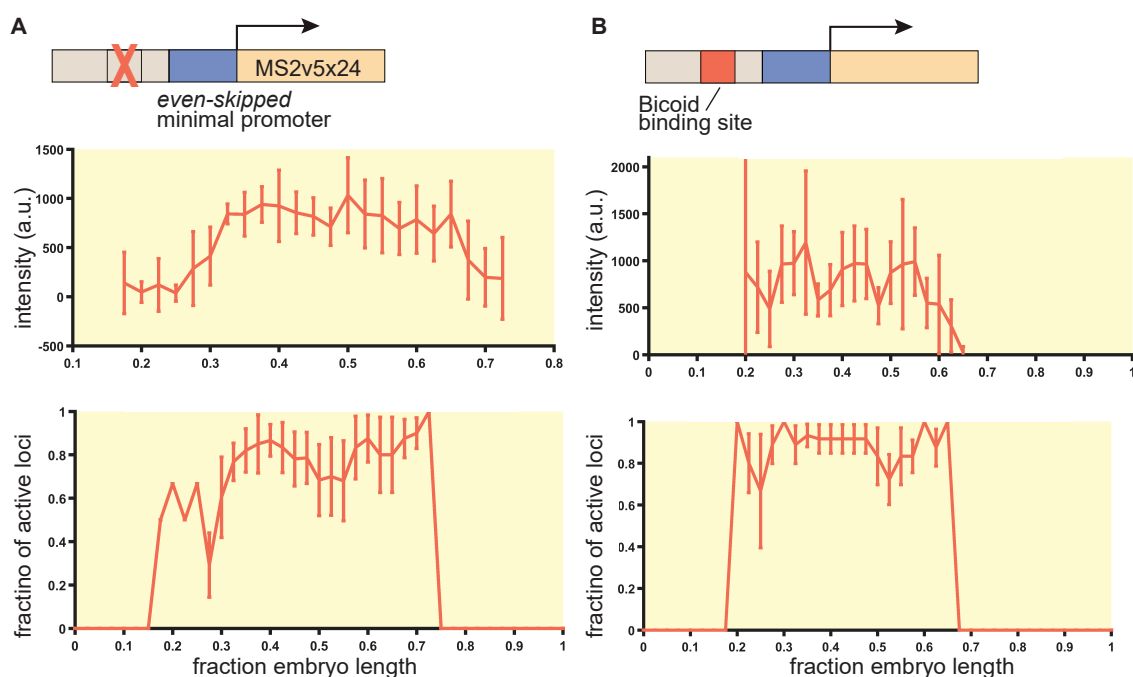 A
MS2v5x24
even-skipped
minimal promoter
intensity (a.u.)
1500
1000
500
0
-500
0.1 0.2 0.3 0.4 0.5 0.6 0.7 0.8
fractino of active loci
1
0.8
0.6
0.4
0.2
0
0 0.1 0.2 0.3 0.4 0.5 0.6 0.7 0.8 0.9 1
fraction embryo length
B
Bicoid
binding site
intensity (a.u.)
2000
1500
1000
500
0
0 0.1 0.2 0.3 0.4 0.5 0.6 0.7 0.8 0.9 1
fractino of active loci
1
0.8
0.6
0.4
0.2
0
0 0.1 0.2 0.3 0.4 0.5 0.6 0.7 0.8 0.9 1
fraction embryo length